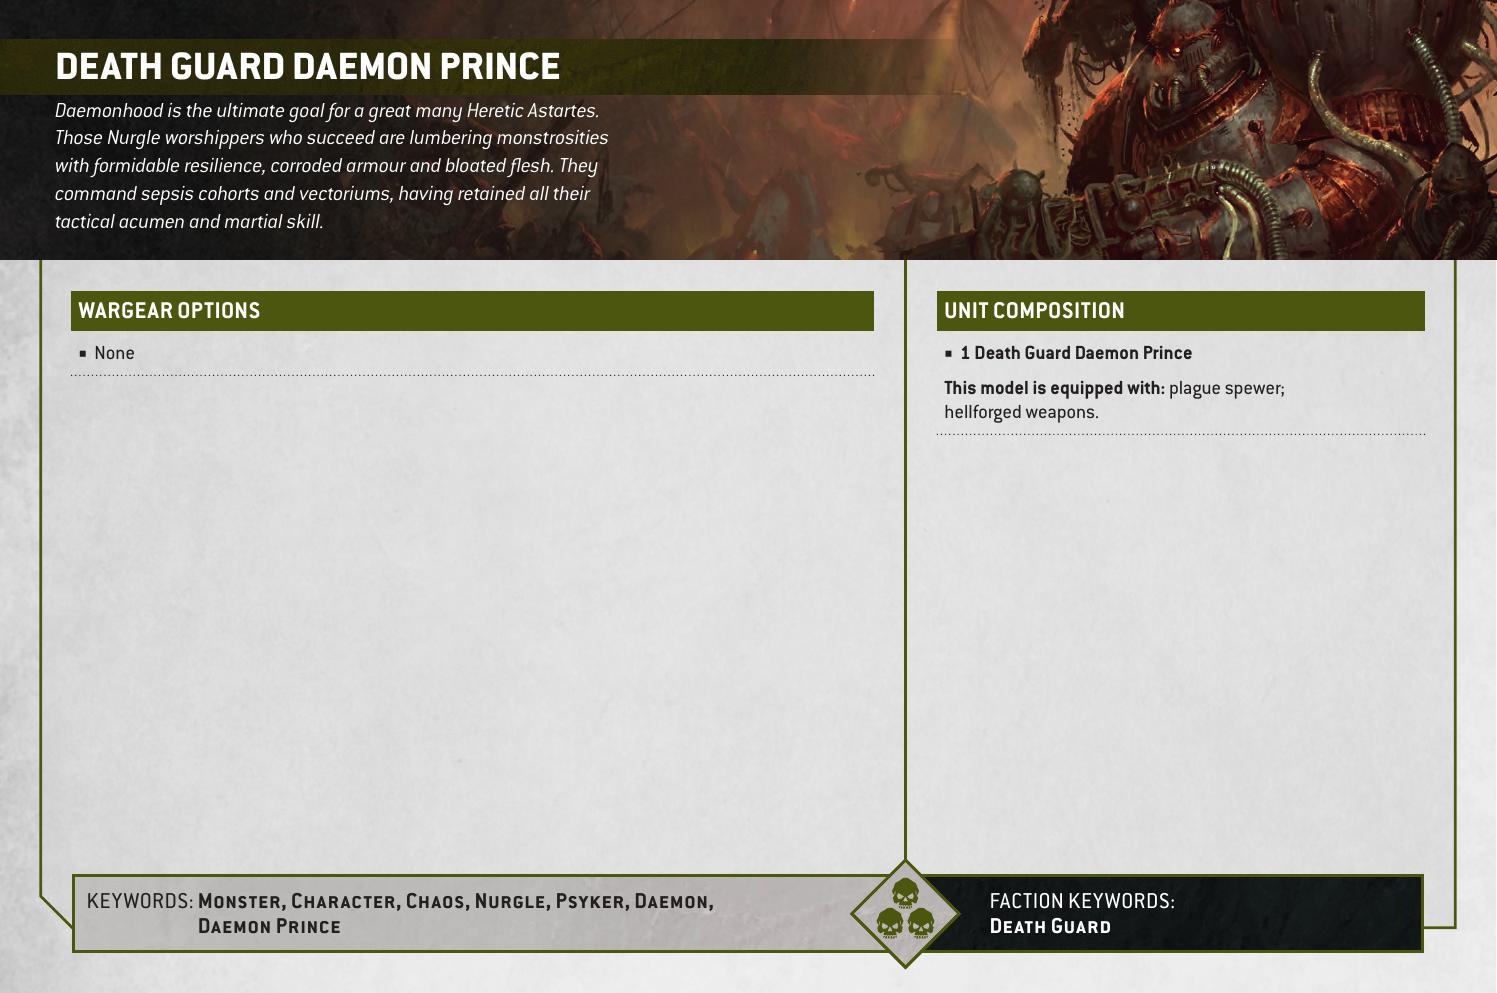 DEATH GUARD DAEMON PRINCE
Daemonhood is the ultimate goal for a great many Heretic Astartes.
Those Nurgle worshippers who succeed are lumbering monstrosities
with formidable resilience, corroded armour and bloated flesh. They
command sepsis cohorts and vectoriums, having retained all their
tactical acumen and martial skill.
WARGEAR OPTIONS
▪ None
UNIT COMPOSITION
▪ 1 Death Guard Daemon Prince
This model is equipped with: plague spewer;
hellforged weapons.
KEYWORDS: Monster, Character, Chaos, Nurgle, Psyker, Daemon,
Daemon Prince
FACTION KEYWORDS:
Death Guard